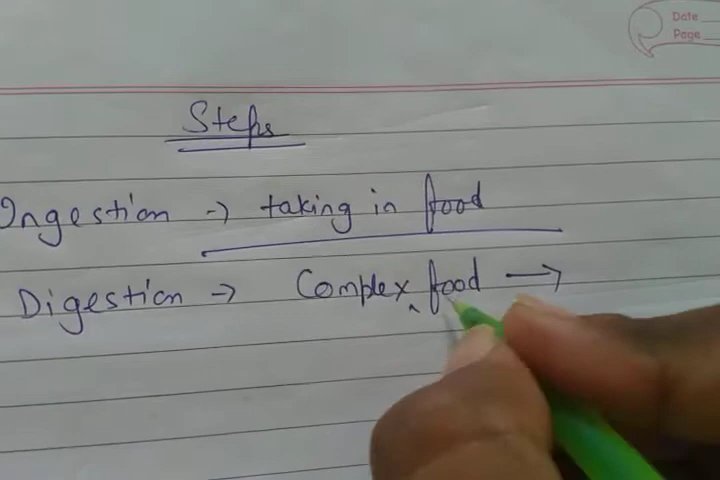 Date
Page
Steps
Ingestion → taking in food
Digestion → Complex food →